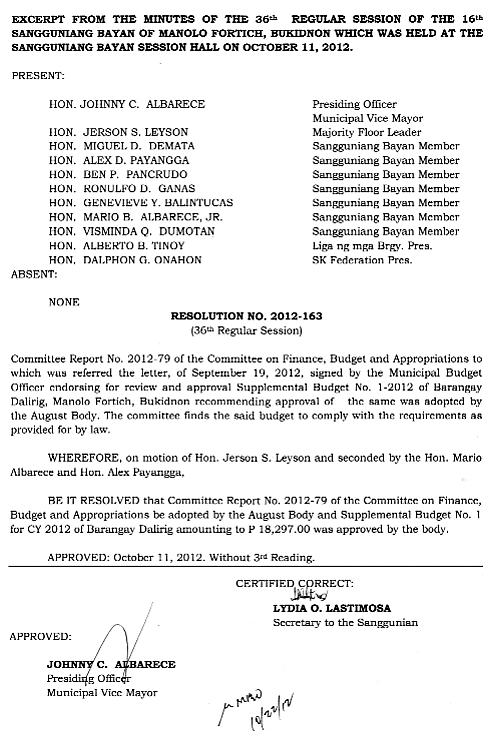 EXCERPT FROM THE MINUTES OF THE 36th REGULAR SESSION OF THE 16th
SANGGUNIANG BAYAN OF MANOLO FORTICH, BUKIDNON WHICH WAS HELD AT THE
SANGGUNIANG BAYAN SESSION HALL ON OCTOBER 11, 2012.
PRESENT:
HON. JOHNNY C. ALBARECE Presiding Officer
Municipal Vice Mayor
HON. JERSON S. LEYSON Majority Floor Leader
HON. MIGUEL D. DEMATA Sangguniang Bayan Member
HON. ALEX D. PAYANGGA Sangguniang Bayan Member
HON. BEN P. PANCRUDO Sangguniang Bayan Member
HON. RONULFO D. GANAS Sangguniang Bayan Member
HON. GENEVIEVE Y. BALINTUCAS Sangguniang Bayan Member
HON. MARIO B. ALBARECE, JR. Sangguniang Bayan Member
HON. VISMINDA Q. DUMOTAN Sangguniang Bayan Member
HON. ALBERTO B. TINOY Liga ng mga Brgy. Pres.
HON. DALPHON G. ONAHON SK Federation Pres.
ABSENT:
NONE
RESOLUTION NO. 2012-163
(36th Regular Session)
Committee Report No. 2012-79 of the Committee on Finance, Budget and Appropriations to
which was referred the letter, of September 19, 2012, signed by the Municipal Budget
Officer endorsing for review and approval Supplemental Budget No. 1-2012 of Barangay
Dalirig, Manolo Fortich, Bukidnon recommending approval of the same was adopted by
the August Body. The committee finds the said budget to comply with the requirements as
provided for by law.
WHEREFORE, on motion of Hon. Jerson S. Leyson and seconded by the Hon. Mario
Albarece and Hon. Alex Payangga,
BE IT RESOLVED that Committee Report No. 2012-79 of the Committee on Finance,
Budget and Appropriations be adopted by the August Body and Supplemental Budget No. 1
for CY 2012 of Barangay Dalirig amounting to P 18,297.00 was approved by the body.
APPROVED: October 11, 2012. Without 3rd Reading.
CERTIFIED CORRECT:
LYDIA O. LASTIMOSA
Secretary to the Sanggunian
APPROVED:
JOHNNY C. ALBARECE
Presiding Officer
Municipal Vice Mayor
10/22/12